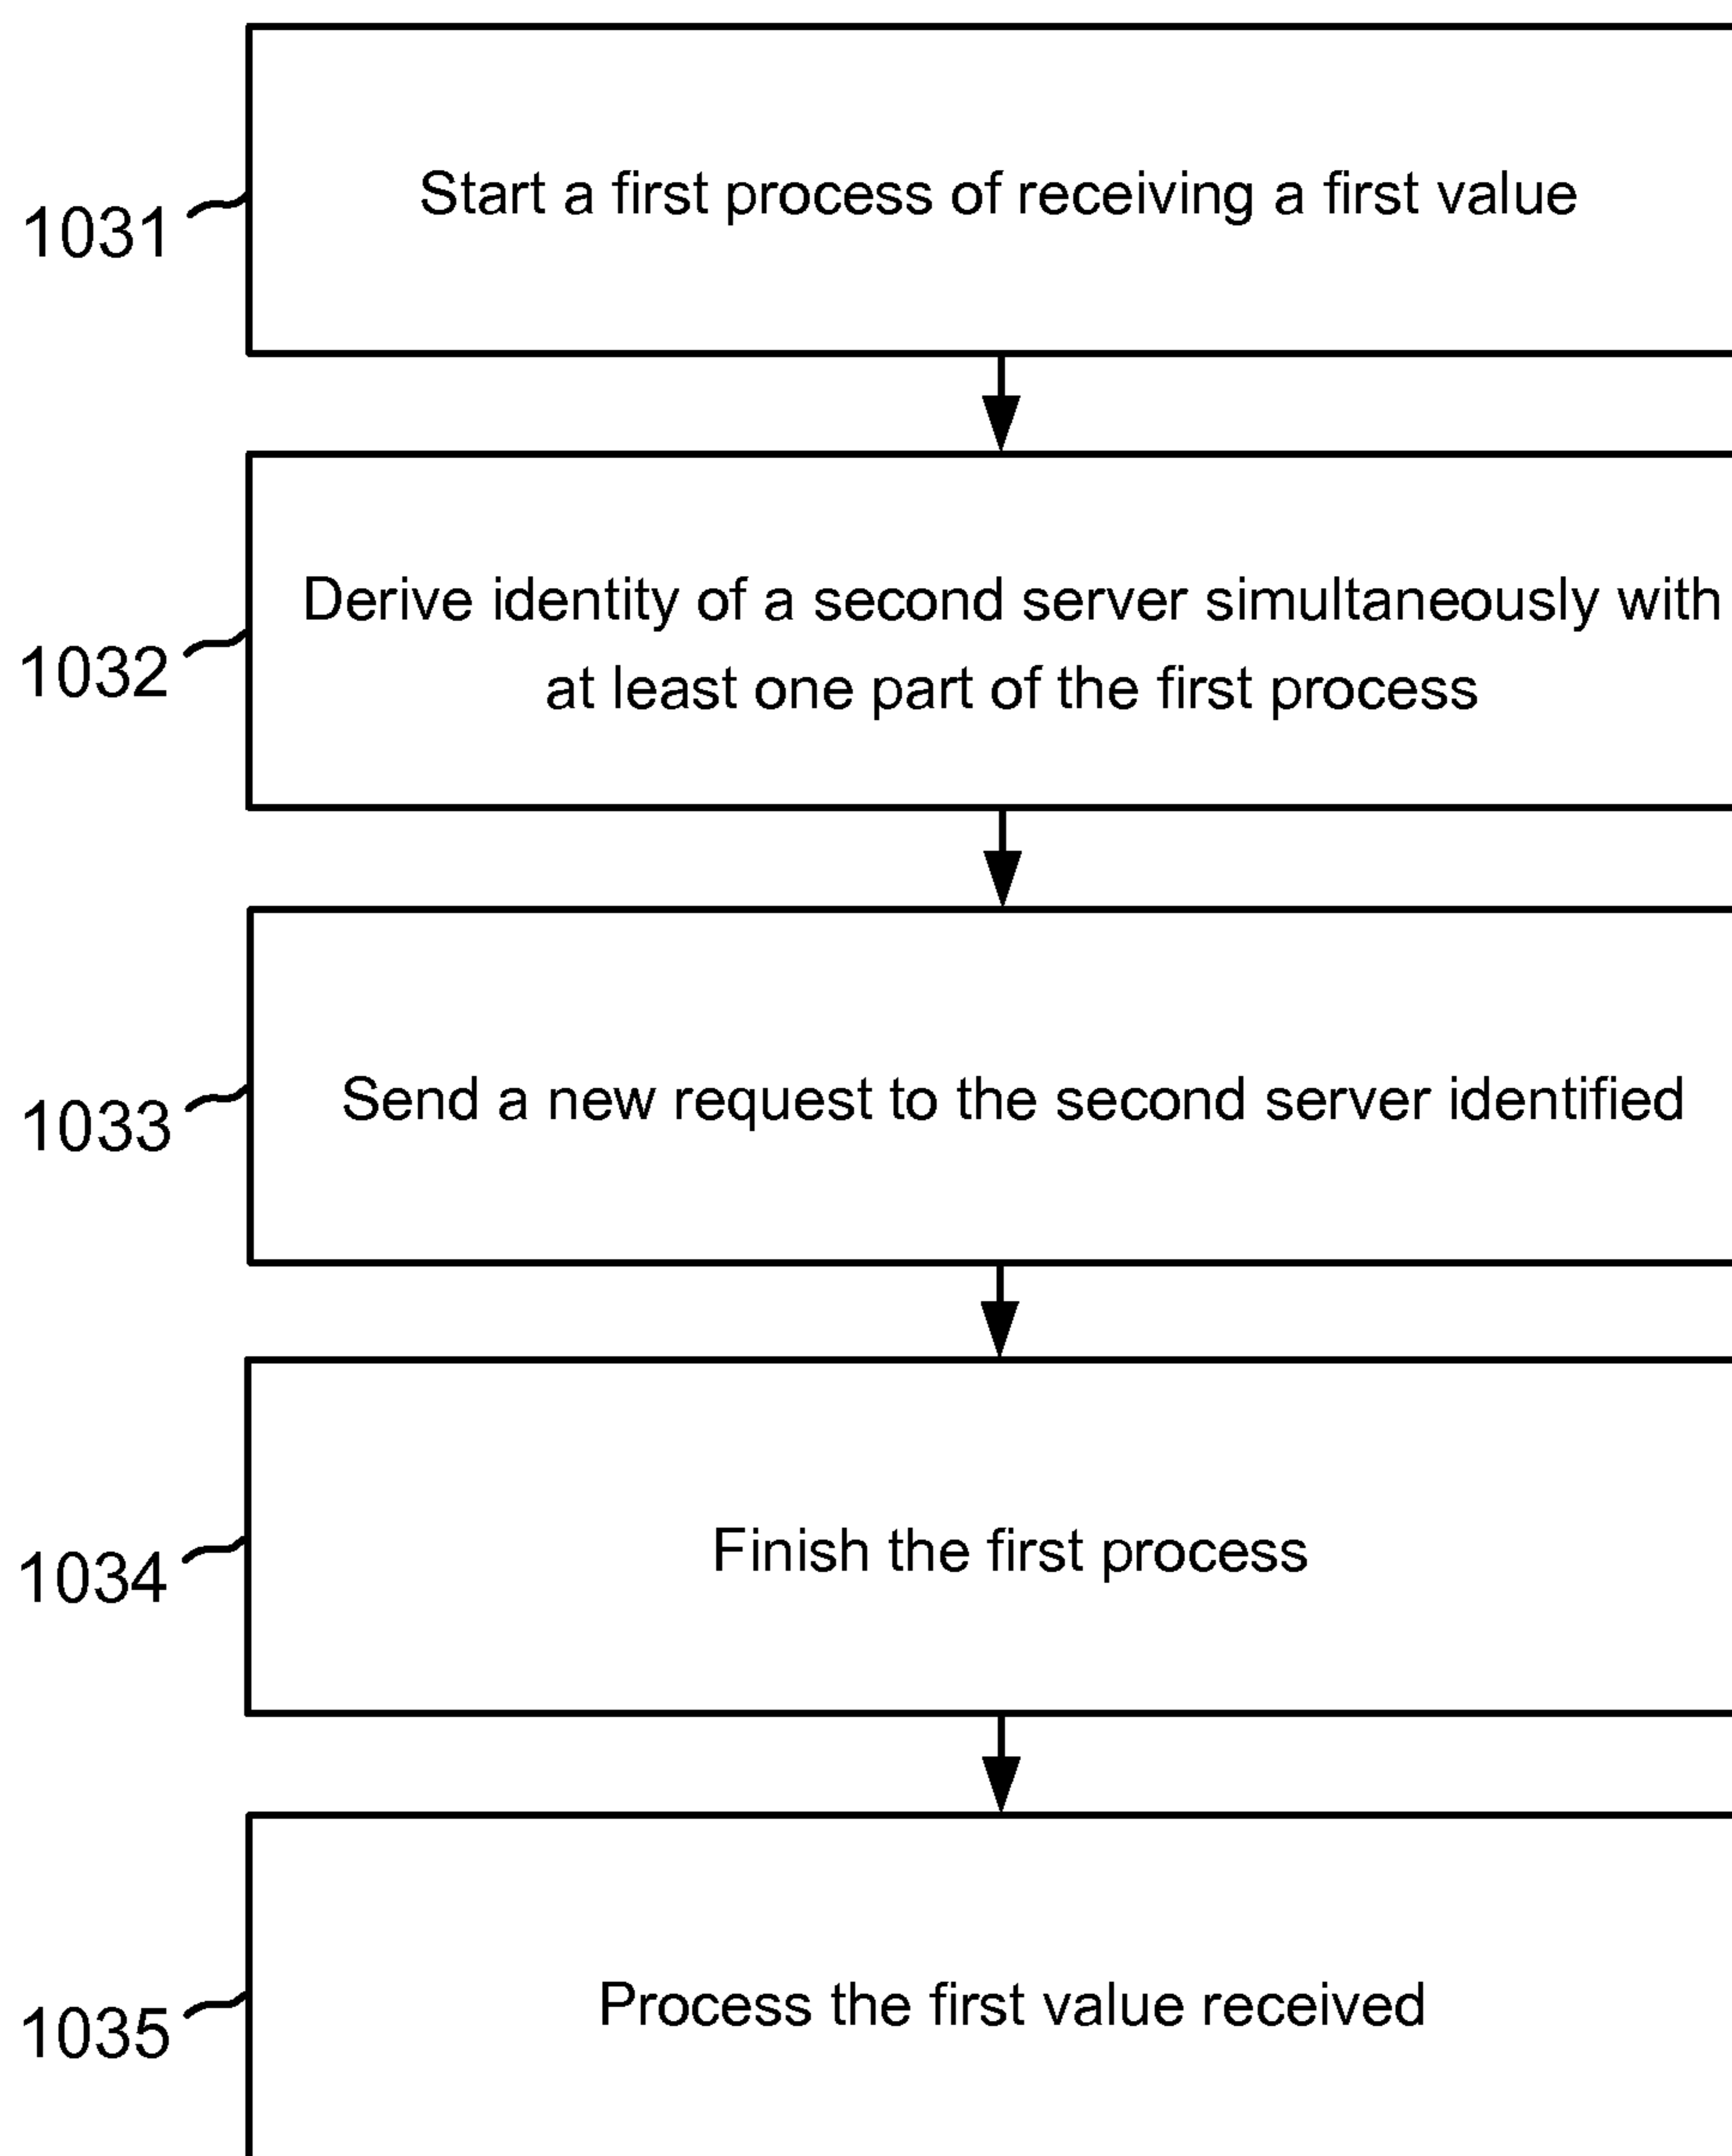 Start a first process of receiving a first value
1031
Derive identity of a second server simultaneously with
at least one part of the first process
1032
Send a new request to the second server identified
1033
Finish the first process
1034
Process the first value received
1035